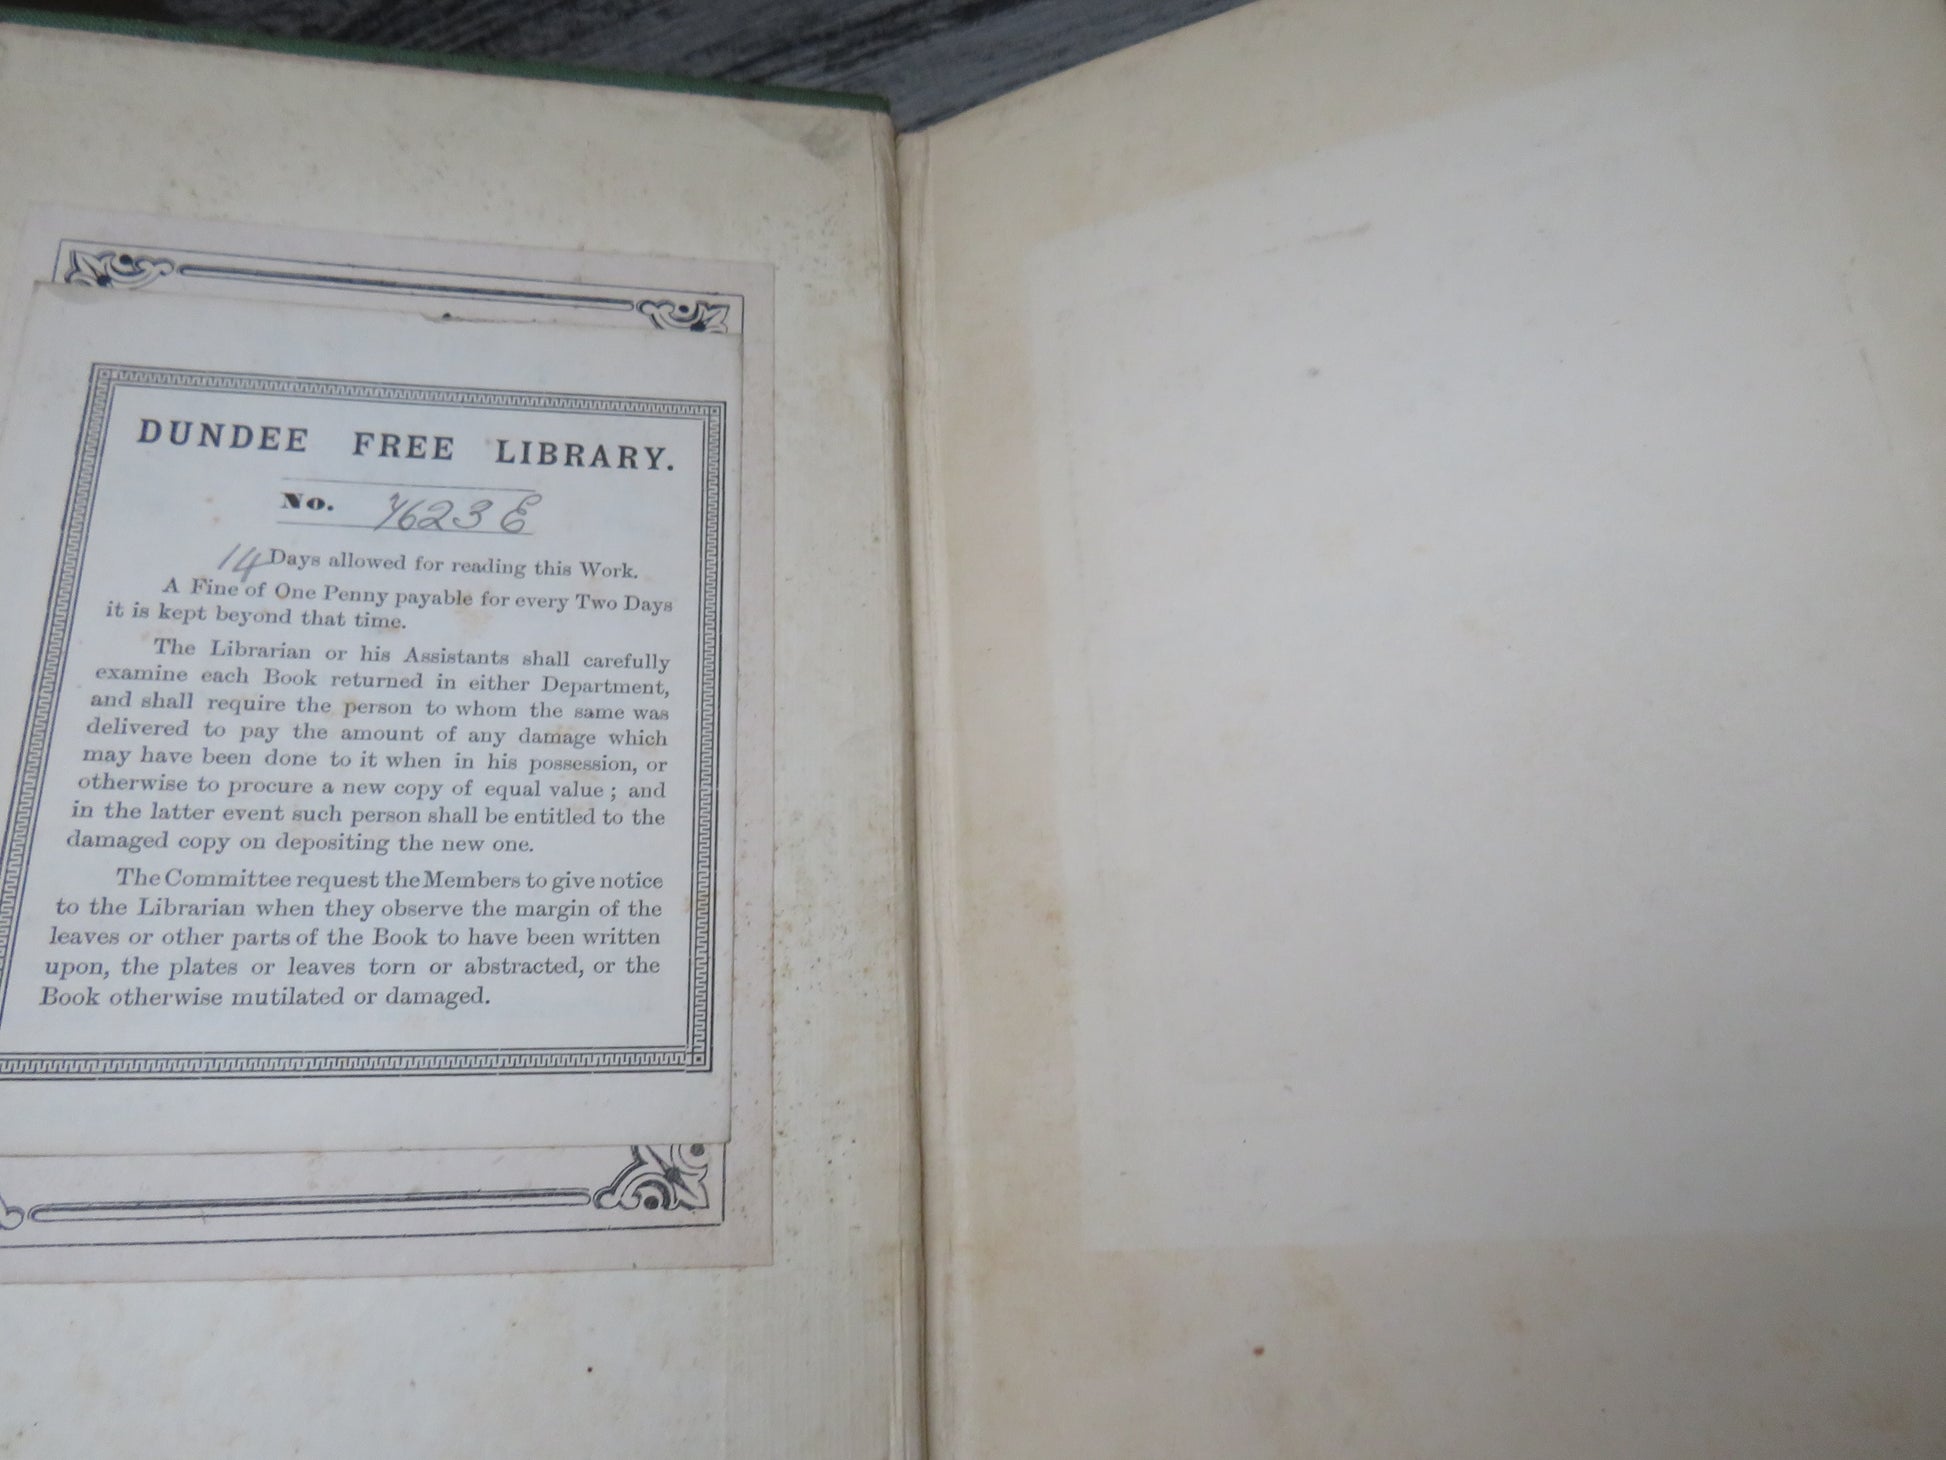 DUNDEE FREE LIBRARY.
No. 7623 E
14 Days allowed for reading this Work.
A Fine of One Penny payable for every Two Days
it is kept beyond that time.
The Librarian or his Assistants shall carefully
examine each Book returned in either Department,
and shall require the person to whom the same was
delivered to pay the amount of any damage which
may have been done to it when in his possession, or
otherwise to procure a new copy of equal value ; and
in the latter event such person shall be entitled to the
damaged copy on depositing the new one.
The Committee request the Members to give notice
to the Librarian when they observe the margin of the
leaves or other parts of the Book to have been written
upon, the plates or leaves torn or abstracted, or the
Book otherwise mutilated or damaged.